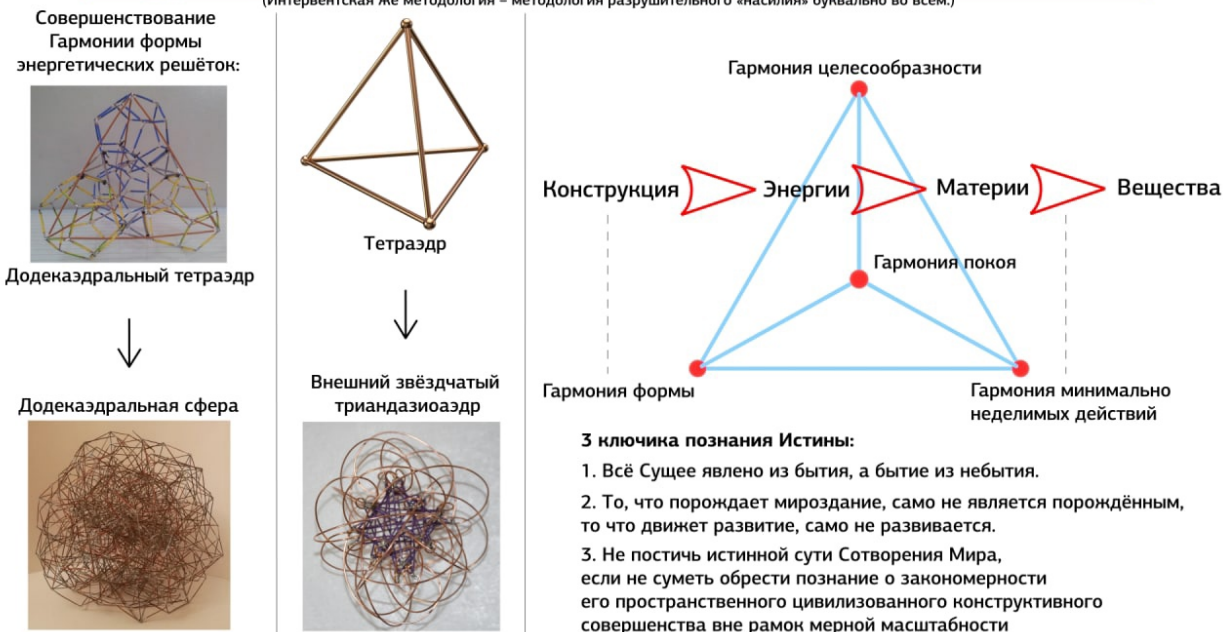 (Интервентская же методология – методология разрушительного «насилия» буквально во всём.)
Совершенствование
Гармонии формы
энергетических решёток:
Додекаэдральный тетраэдр
Додекаэдральная сфера
Тетраэдр
Внешний звёздчатый
триандазиоаэдр
Гармония целесообразности
Конструкция Энергии Материи Вещества
Гармония покоя
Гармония формы
Гармония минимально
неделимых действий
3 ключика познания Истины:
1. Всё Сущее явлено из бытия, а бытие из небытия.
2. То, что порождает мироздание, само не является порождённым,
то что движет развитие, само не развивается.
3. Не постичь истинной сути Сотворения Мира,
если не суметь обрести познание о закономерности
его пространственного цивилизованного конструктивного
совершенства вне рамок мерной масштабности